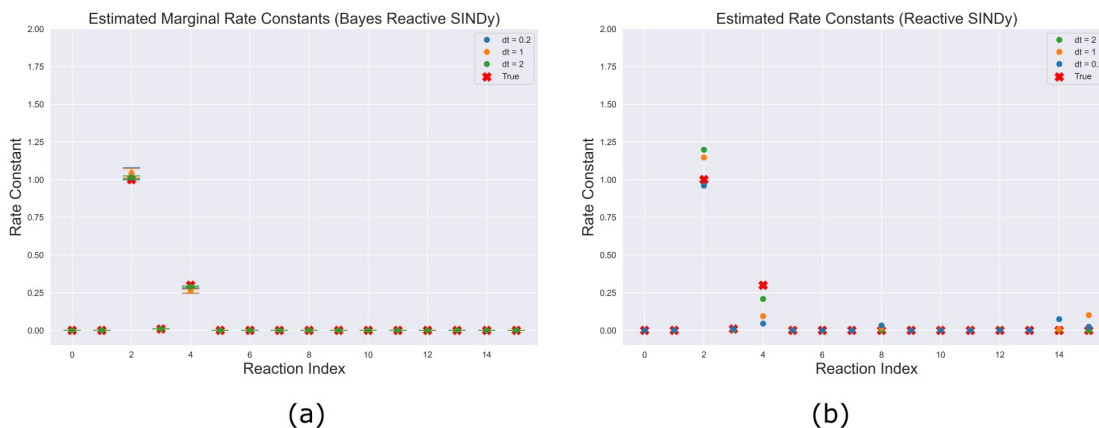 Estimated Marginal Rate Constants (Bayes Reactive SINDy)
2.00
1.75
1.50
1.25
1.00
0.75
0.50
0.25
0.00
Rate Constant
dt = 0.2
dt = 1
dt = 2
True
0 2 4 6 8 10 12 14
Reaction Index
(a)
Estimated Rate Constants (Reactive SINDy)
2.00
1.75
1.50
1.25
1.00
0.75
0.50
0.25
0.00
Rate Constant
dt = 2
dt = 1
dt = 0.
True
0 2 4 6 8 10 12 14
Reaction Index
(b)